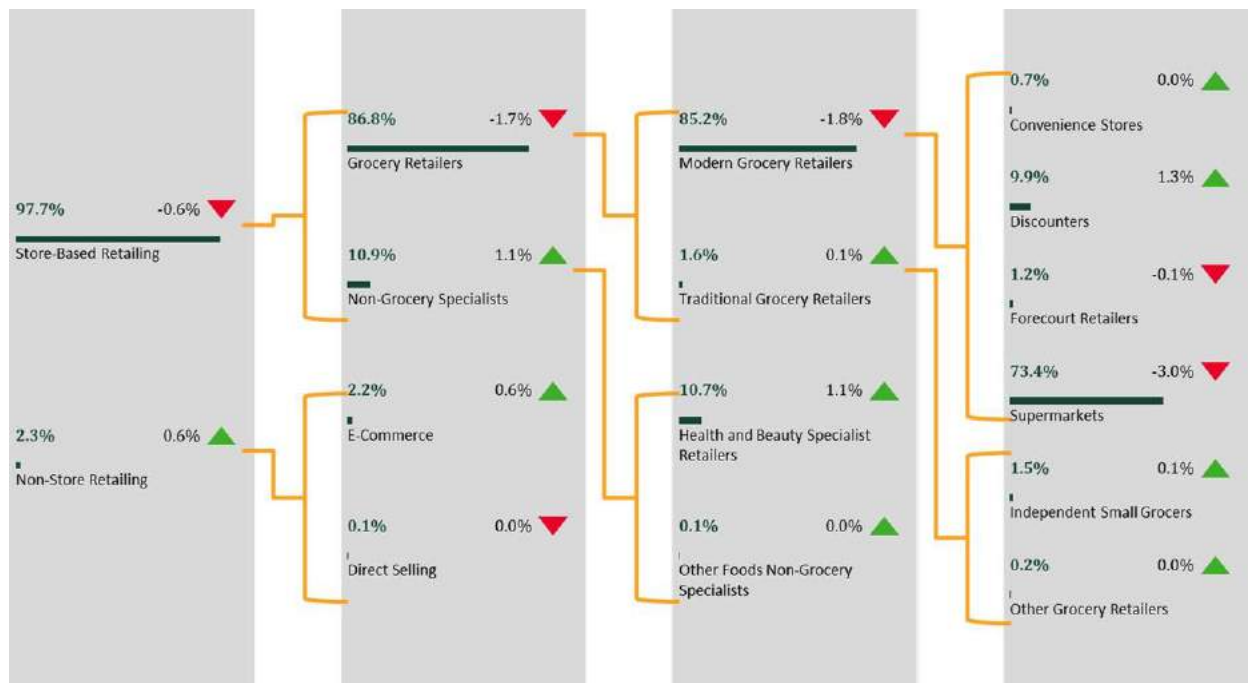 97.7% -0.6%
Store-Based Retailing
2.3% 0.6%
Non-Store Retailing
86.8% -1.7%
Grocery Retailers
10.9% 1.1%
Non-Grocery Specialists
2.2% 0.6%
E-Commerce
0.1% 0.0%
Direct Selling
85.2% -1.8%
Modern Grocery Retailers
1.6% 0.1%
Traditional Grocery Retailers
10.7% 1.1%
Health and Beauty Specialist
Retailers
0.1% 0.0%
Other Foods Non-Grocery
Specialists
0.7% 0.0%
Convenience Stores
9.9% 1.3%
Discounters
1.2% -0.1%
Forecourt Retailers
73.4% -3.0%
Supermarkets
1.5% 0.1%
Independent Small Grocers
0.2% 0.0%
Other Grocery Retailers